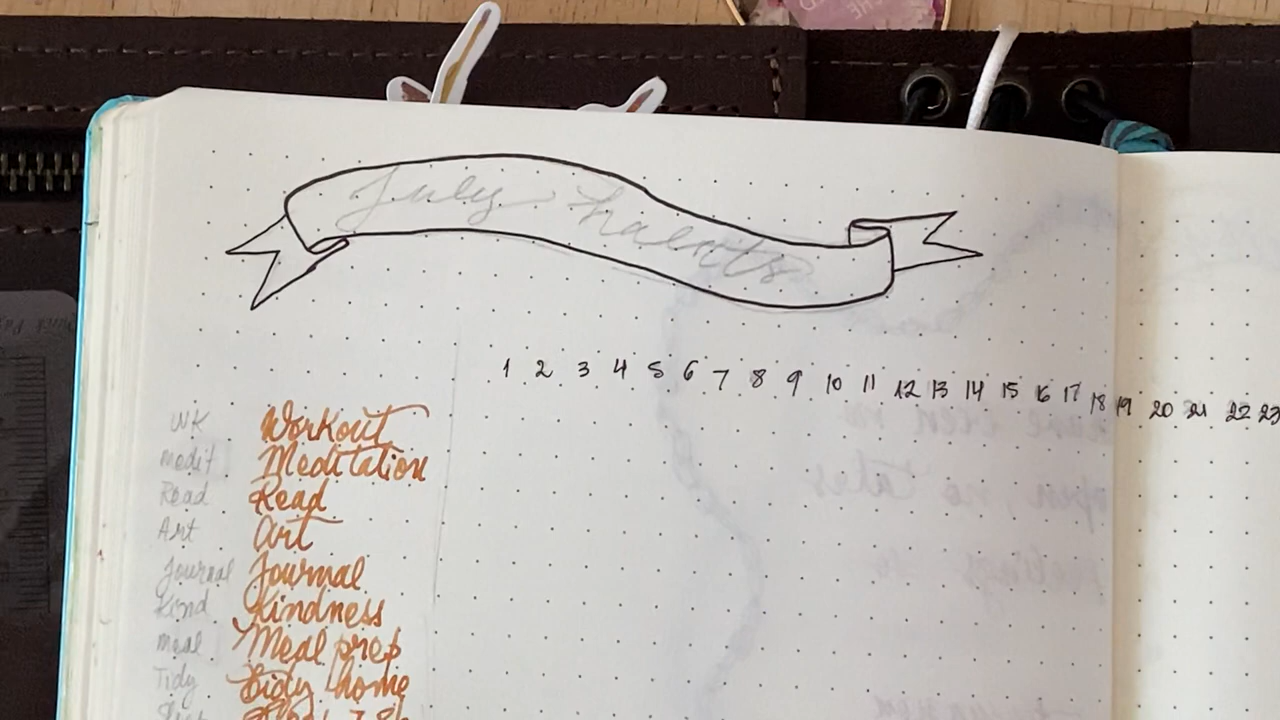 July habits
1 2 3 4 5 6 7 8 9 10 11 12 13 14 15 16 17 18 19 20 21 22 23
WK Workout
medit Meditation
Read Read
Art Art
Journal Journal
Kind Kindness
meal Meal prep
Tidy Tidy home